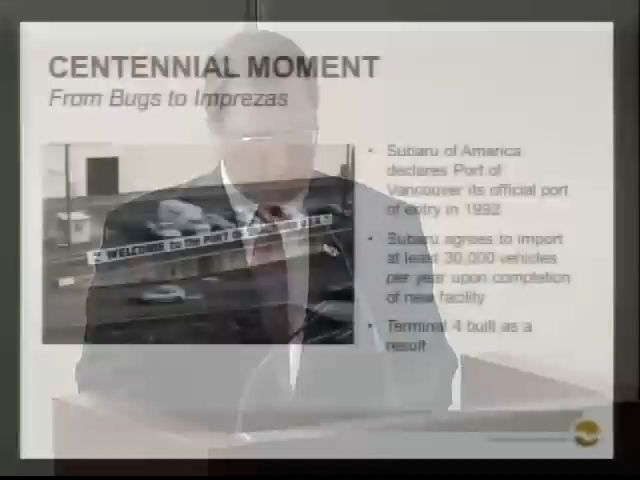 CENTENNIAL MOMENT
From Bugs to Imprezas
• Subaru of America
declares Port of
Vancouver its official port
of entry in 1992
• Subaru agrees to import
at least 30,000 vehicles
per year upon completion
of new facility
• Terminal 4 built as a
result
WELCOME to the PORT OF
U.S.A.